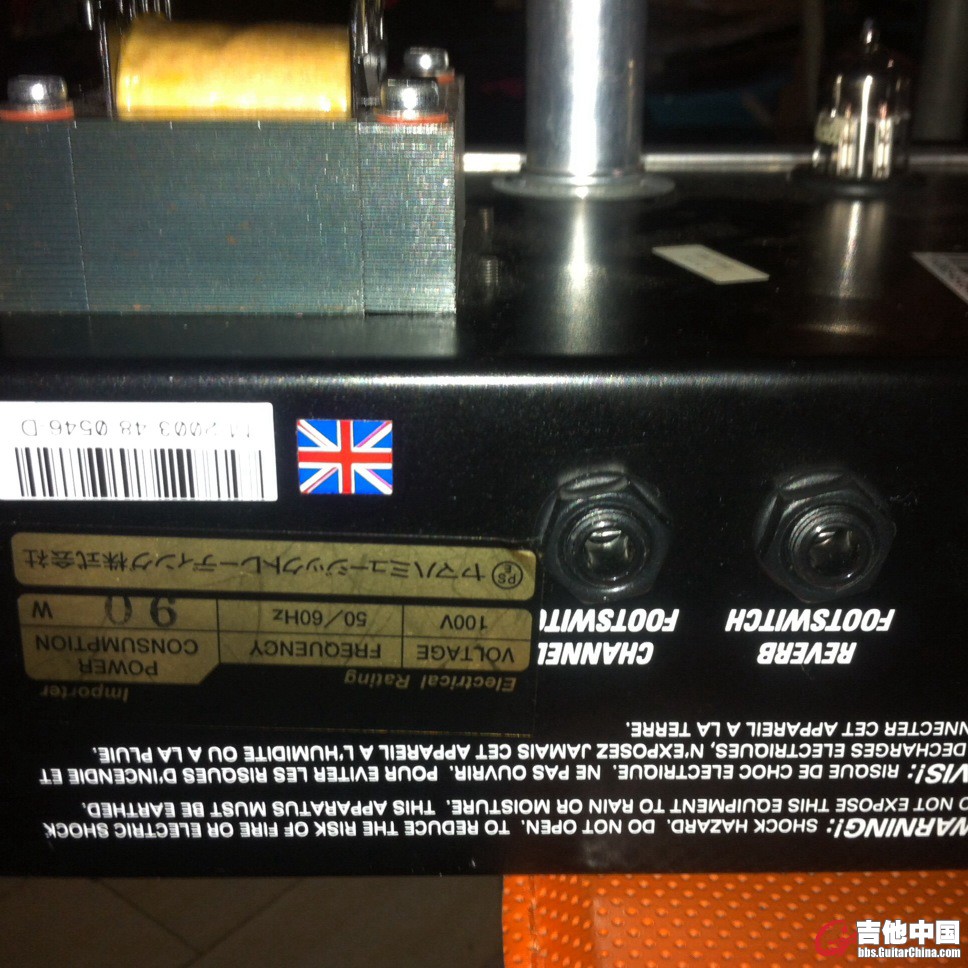 WARNING!: SHOCK HAZARD. DO NOT OPEN. TO REDUCE THE RISK OF FIRE OR ELECTRIC SHOCK
O NOT EXPOSE THIS EQUIPMENT TO RAIN OR MOISTURE. THIS APPARATUS MUST BE EARTHED.
VIS!: RISQUE DE CHOC ELECTRIQUE. NE PAS OUVRIR. POUR EVITER LES RISQUES D'INCENDIE ET
DECHARGES ELECTRIQUES, N'EXPOSEZ JAMAIS CET APPAREIL A L'HUMIDITE OU A LA PLUIE.
NNECTER CET APPAREIL A LA TERRE.
REVERB
FOOTSWITCH
CHANNEL
FOOTSWITC
Electrical Rating
Importer
VOLTAGE FREQUENCY POWER CONSUMPTION
100V 50/60Hz 90 W
PSE ヤマハミュージックトレーディング株式会社
2003 48 0546 D
吉他中国
bbs.GuitarChina.com